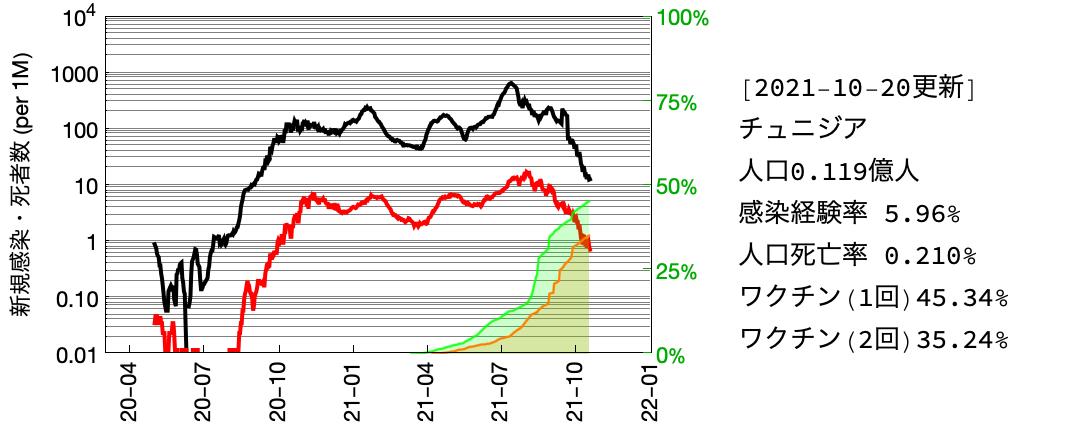 新規感染・死者数 (per 1M)
10^4
1000
100
10
1
0.10
0.01
100%
75%
50%
25%
0%
20-04
20-07
20-10
21-01
21-04
21-07
21-10
22-01
[2021-10-20更新]
チュニジア
人口0.119億人
感染経験率 5.96%
人口死亡率 0.210%
ワクチン(1回)45.34%
ワクチン(2回)35.24%